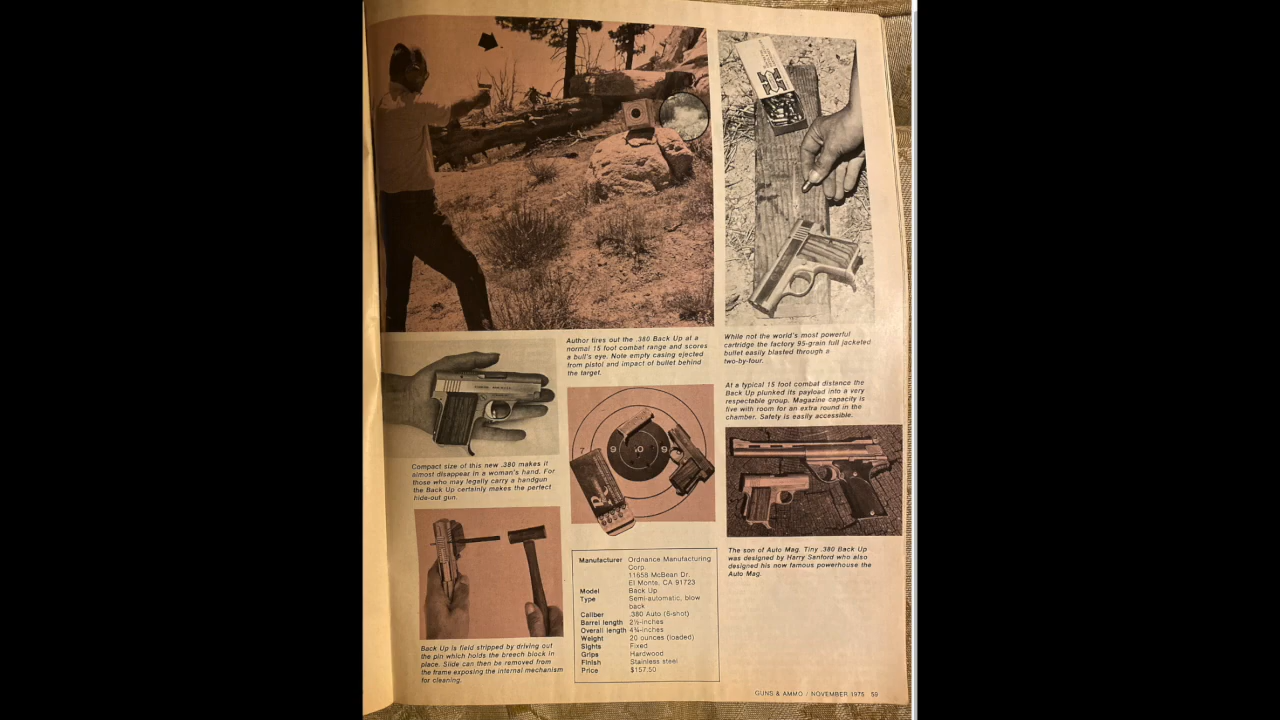 Author fires out the .380 Back Up at a
normal 15 foot combat range and scores
a bull's eye. Note empty casing ejected
from pistol and impact of bullet behind
the target.
While not the world's most powerful
cartridge the factory 95-grain full jacketed
bullet easily blasted through a
two-by-four.
At a typical 15 foot combat distance the
Back Up plunked its payload into a very
respectable group. Magazine capacity is
five with room for an extra round in the
chamber. Safety is easily accessible.
Compact size of this new .380 makes it
almost disappear in a woman's hand. For
those who may legally carry a handgun
the Back Up certainly makes the perfect
hide-out gun.
7 9 10 9
The son of Auto Mag. Tiny .380 Back Up
was designed by Harry Sanford who also
designed his now famous powerhouse the
Auto Mag.
Back Up is field stripped by driving out
the pin which holds the breech block in
place. Slide can then be removed from
the frame exposing the internal mechanism
for cleaning.
Manufacturer Ordnance Manufacturing
Corp.
11658 McBean Dr.
El Monte, CA 91723
Model Back Up
Type Semi-automatic, blow
back
Caliber .380 Auto (6-shot)
Barrel length 2½-inches
Overall length 4¾-inches
Weight 20 ounces (loaded)
Sights Fixed
Grips Hardwood
Finish Stainless steel
Price $157.50
GUNS & AMMO / NOVEMBER 1975 59